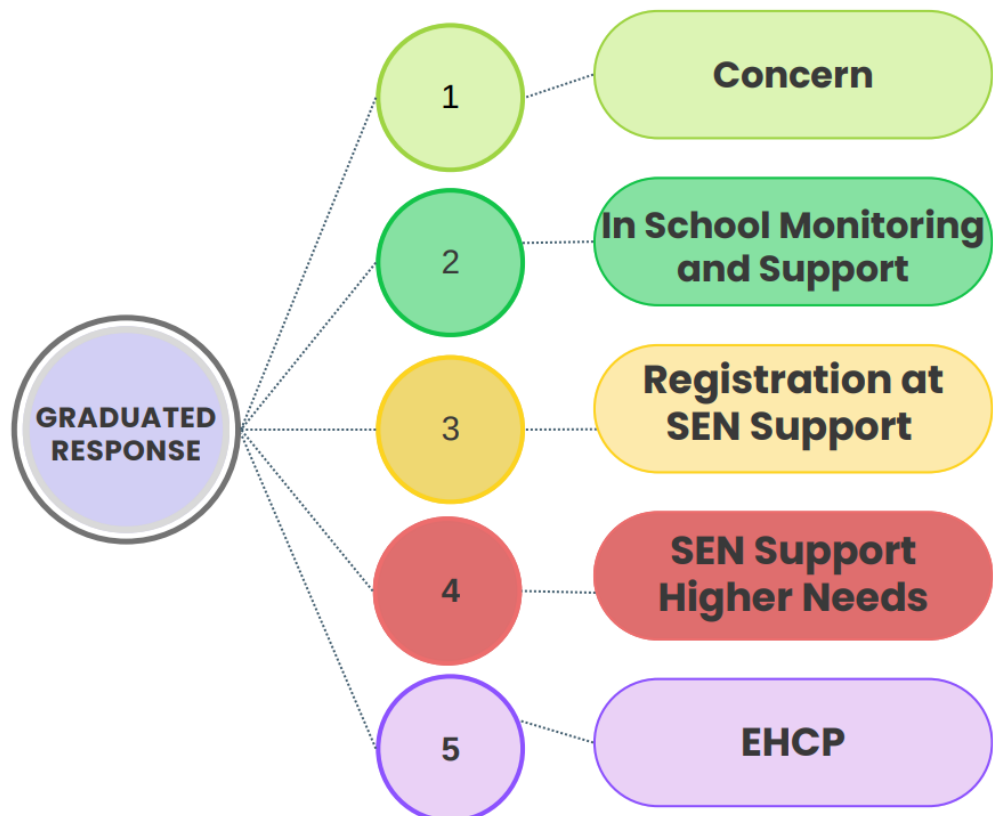 GRADUATED
RESPONSE
1
Concern
2
In School Monitoring
and Support
3
Registration at
SEN Support
4
SEN Support
Higher Needs
5
EHCP